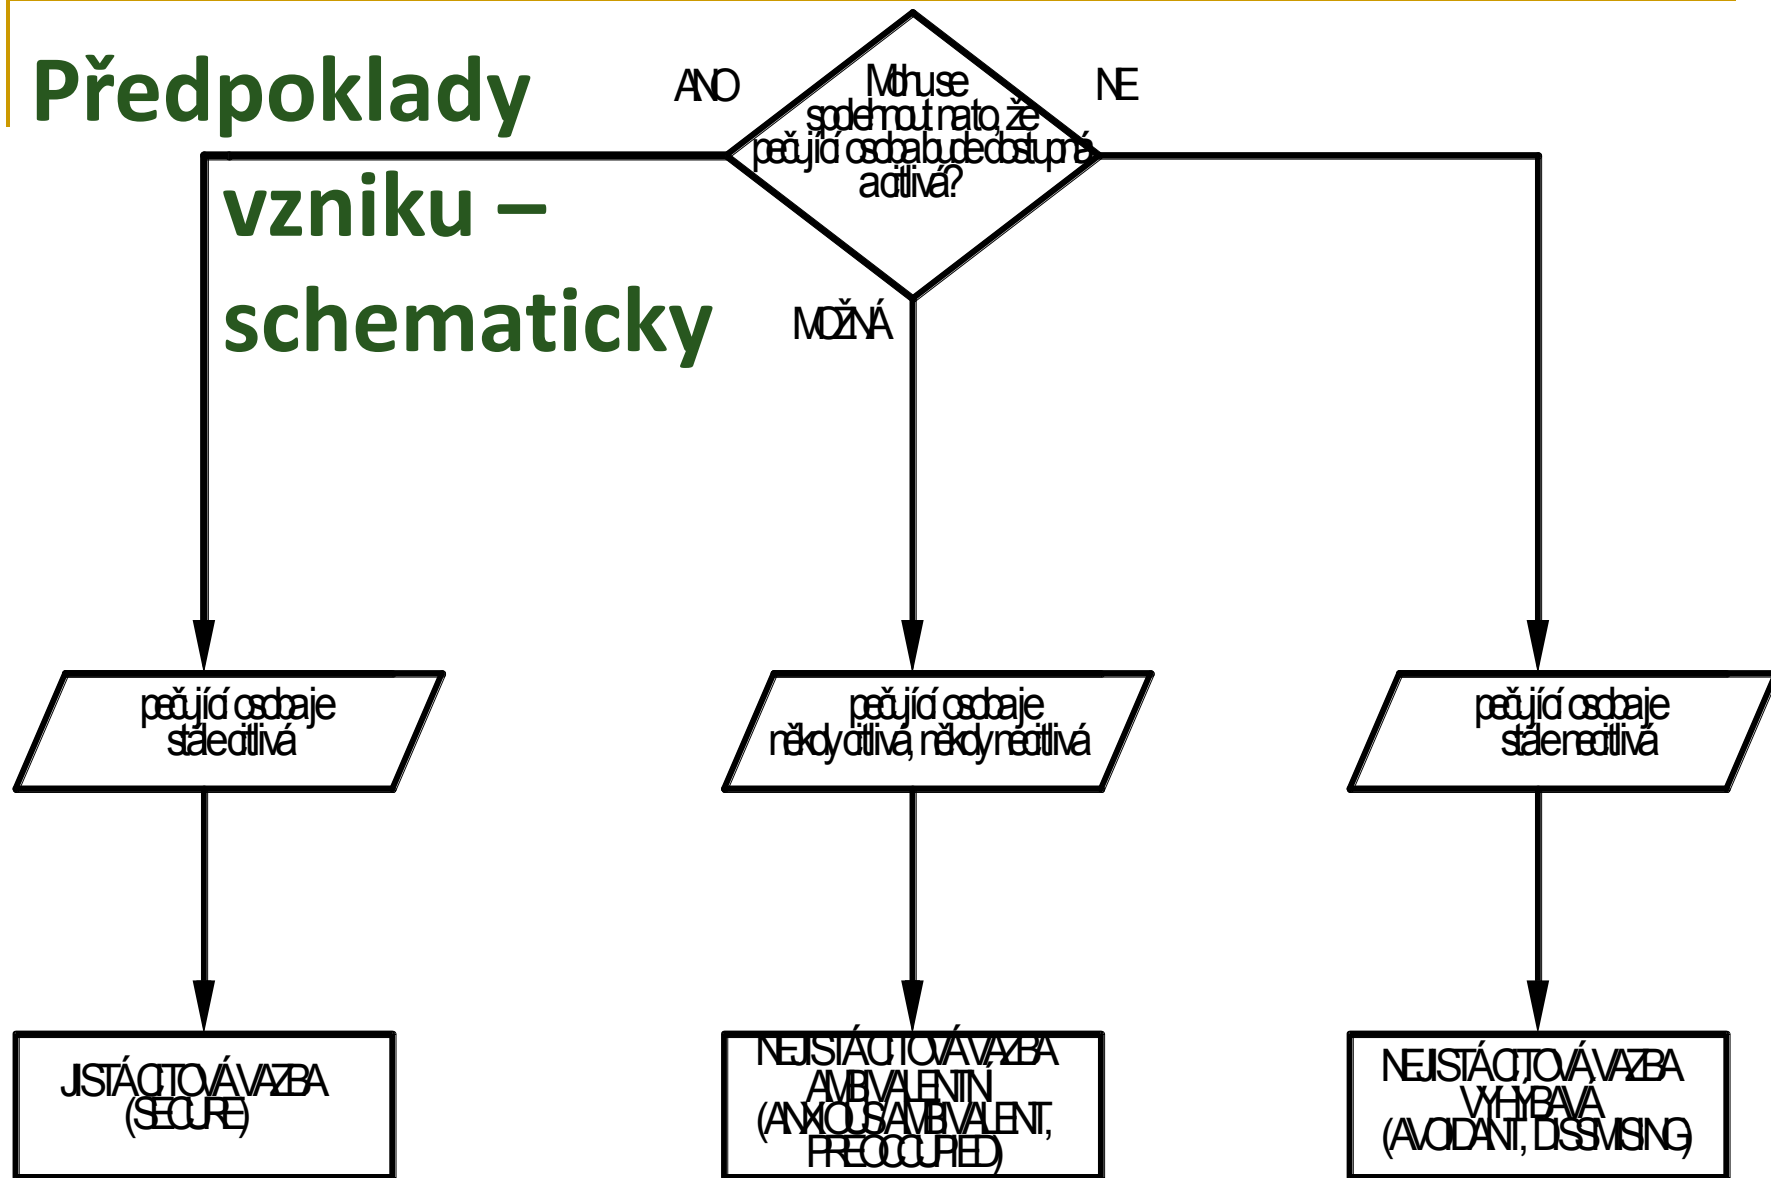 Předpoklady
vzniku –
schematicky
ANO
Mohu se
spolehnout na to, že
pečující osoba bude dostupná
a citlivá?
NE
MOŽNÁ
pečující osoba je
stále citlivá
pečující osoba je
někdy citlivá, někdy necitlivá
pečující osoba je
stále necitlivá
JISTÁ CITOVÁ VAZBA
(SECURE)
NEJISTÁ CITOVÁ VAZBA
AMBIVALENTNÍ
(ANXIOUS AMBIVALENT,
PREOCCUPIED)
NEJISTÁ CITOVÁ VAZBA
VYHÝBAVÁ
(AVOIDANT, DISSMISING)